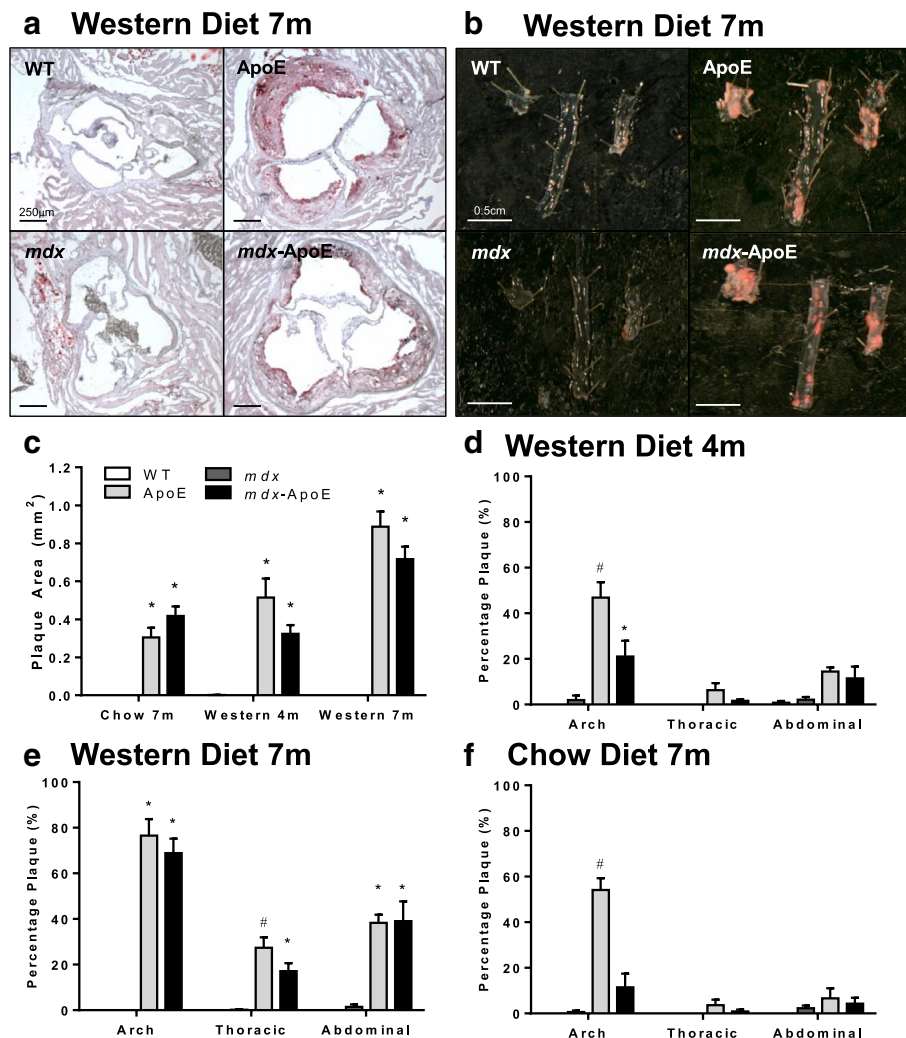 a Western Diet 7m
WT
ApoE
250µm
mdx
mdx-ApoE
b Western Diet 7m
WT
ApoE
0.5cm
mdx
mdx-ApoE
c
WT
mdx
ApoE
mdx-ApoE
Plaque Area (mm²)
1.2
1.0
0.8
0.6
0.4
0.2
0.0
* * * * * *
Chow 7m Western 4m Western 7m
d Western Diet 4m
Percentage Plaque (%)
100
80
60
40
20
0
# *
Arch Thoracic Abdominal
e Western Diet 7m
Percentage Plaque (%)
100
80
60
40
20
0
* * # * * *
Arch Thoracic Abdominal
f Chow Diet 7m
Percentage Plaque (%)
100
80
60
40
20
0
#
Arch Thoracic Abdominal